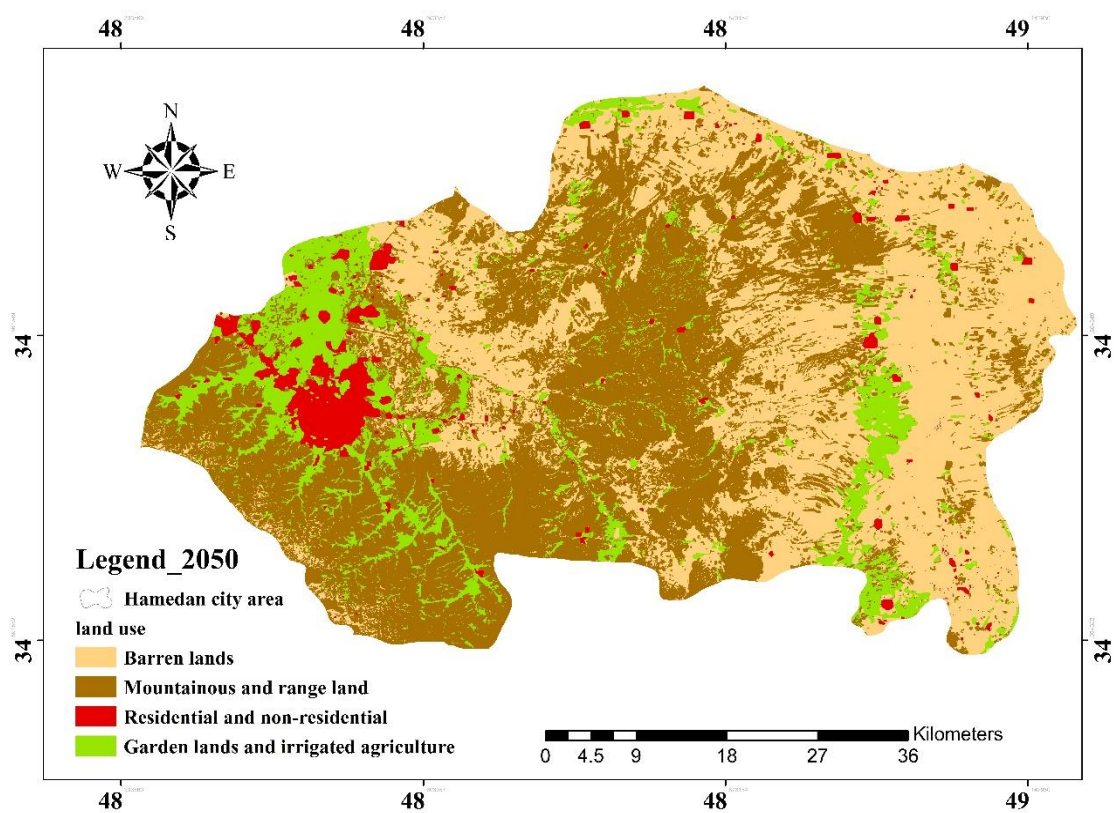 48 48 48 49
N
W E
S
34 34
Legend_2050
Hamedan city area
land use
Barren lands
Mountainous and range land
Residential and non-residential
Garden lands and irrigated agriculture
34 34
Kilometers
0 4.5 9 18 27 36
48 48 48 49